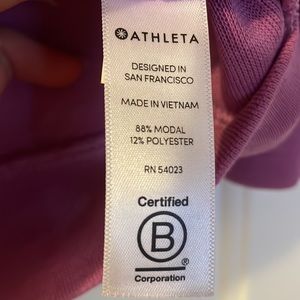 ATHLETA
DESIGNED IN
SAN FRANCISCO
MADE IN VIETNAM
88% MODAL
12% POLYESTER
RN 54023
Certified
B
Corporation